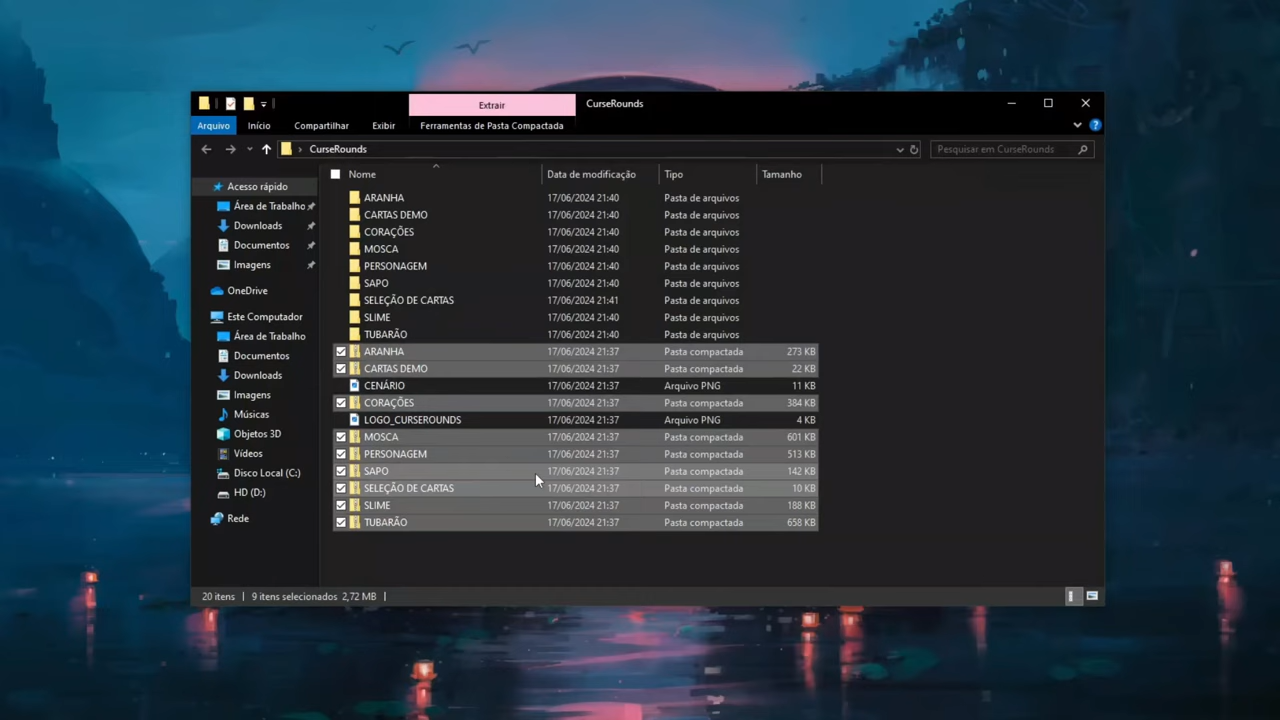 Extrair
CurseRounds
Arquivo
Início
Compartilhar
Exibir
Ferramentas de Pasta Compactada
CurseRounds
Pesquisar em CurseRounds
Nome
Data de modificação
Tipo
Tamanho
Acesso rápido
Área de Trabalho
Downloads
Documentos
Imagens
OneDrive
Este Computador
Área de Trabalho
Documentos
Downloads
Imagens
Músicas
Objetos 3D
Vídeos
Disco Local (C:)
HD (D:)
Rede
ARANHA 17/06/2024 21:40 Pasta de arquivos
CARTAS DEMO 17/06/2024 21:40 Pasta de arquivos
CORAÇÕES 17/06/2024 21:40 Pasta de arquivos
MOSCA 17/06/2024 21:40 Pasta de arquivos
PERSONAGEM 17/06/2024 21:40 Pasta de arquivos
SAPO 17/06/2024 21:40 Pasta de arquivos
SELEÇÃO DE CARTAS 17/06/2024 21:41 Pasta de arquivos
SLIME 17/06/2024 21:40 Pasta de arquivos
TUBARÃO 17/06/2024 21:40 Pasta de arquivos
ARANHA 17/06/2024 21:37 Pasta compactada 273 KB
CARTAS DEMO 17/06/2024 21:37 Pasta compactada 22 KB
CENÁRIO 17/06/2024 21:37 Arquivo PNG 11 KB
CORAÇÕES 17/06/2024 21:37 Pasta compactada 384 KB
LOGO_CURSEROUNDS 17/06/2024 21:37 Arquivo PNG 4 KB
MOSCA 17/06/2024 21:37 Pasta compactada 601 KB
PERSONAGEM 17/06/2024 21:37 Pasta compactada 513 KB
SAPO 17/06/2024 21:37 Pasta compactada 142 KB
SELEÇÃO DE CARTAS 17/06/2024 21:37 Pasta compactada 10 KB
SLIME 17/06/2024 21:37 Pasta compactada 188 KB
TUBARÃO 17/06/2024 21:37 Pasta compactada 658 KB
20 itens
9 itens selecionados 2,72 MB